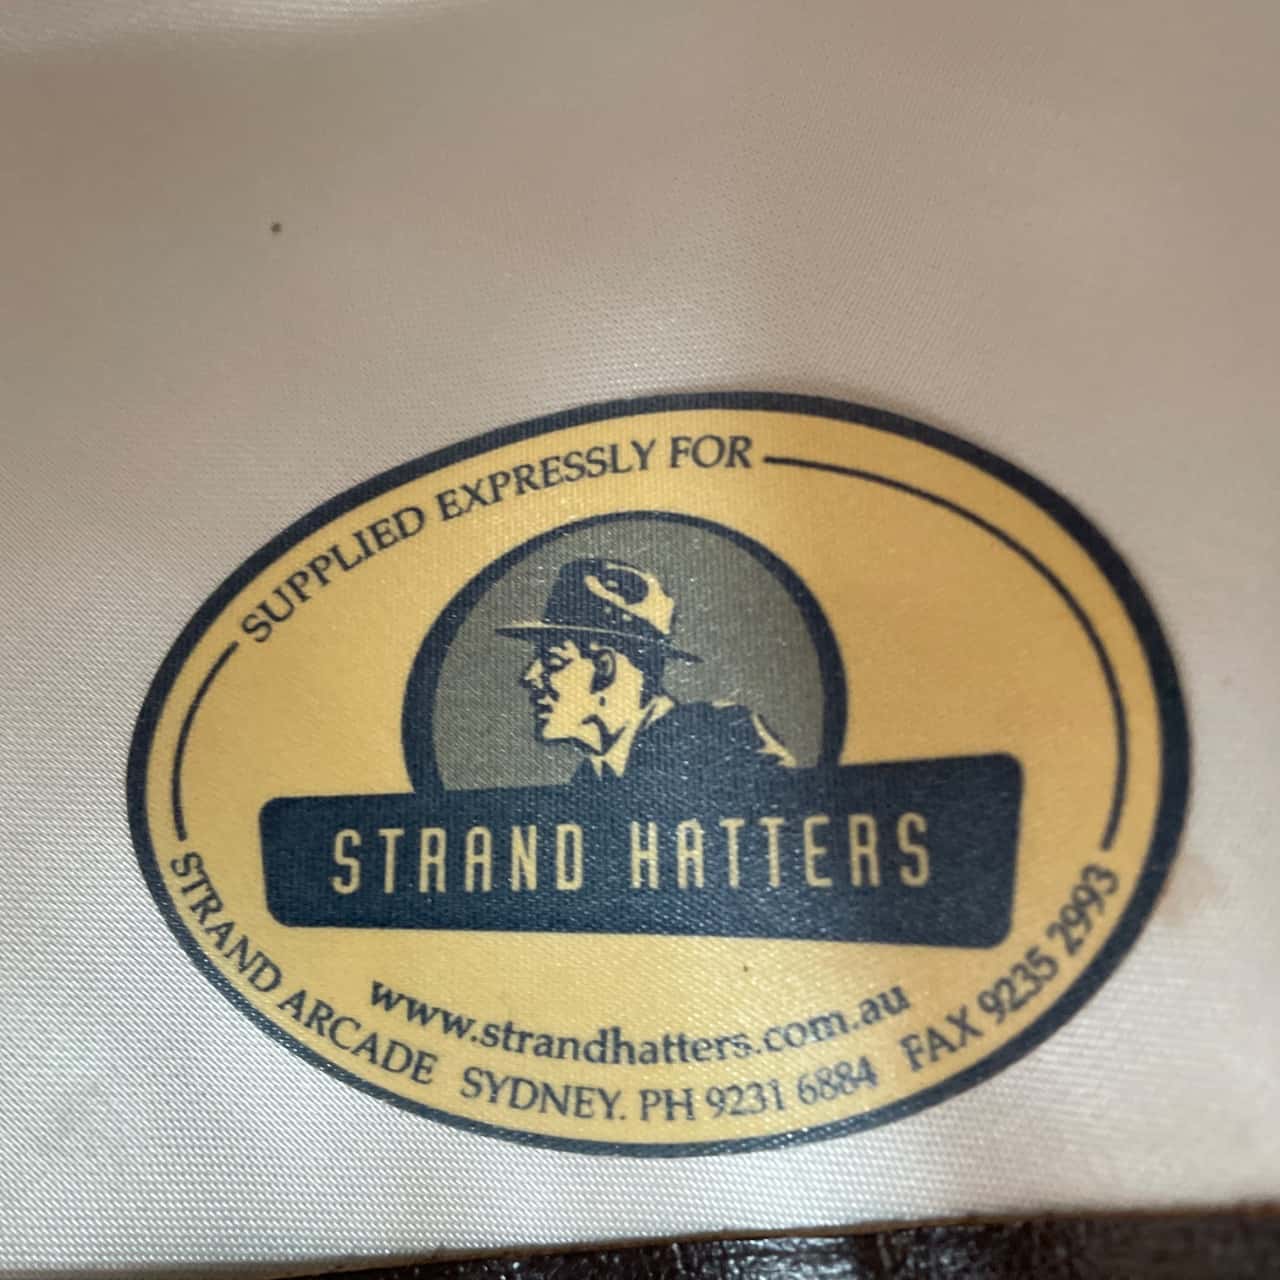 SUPPLIED EXPRESSLY FOR
STRAND HATTERS
www.strandhatters.com.au
STRAND ARCADE SYDNEY. PH 9231 6884 FAX 9235 2993